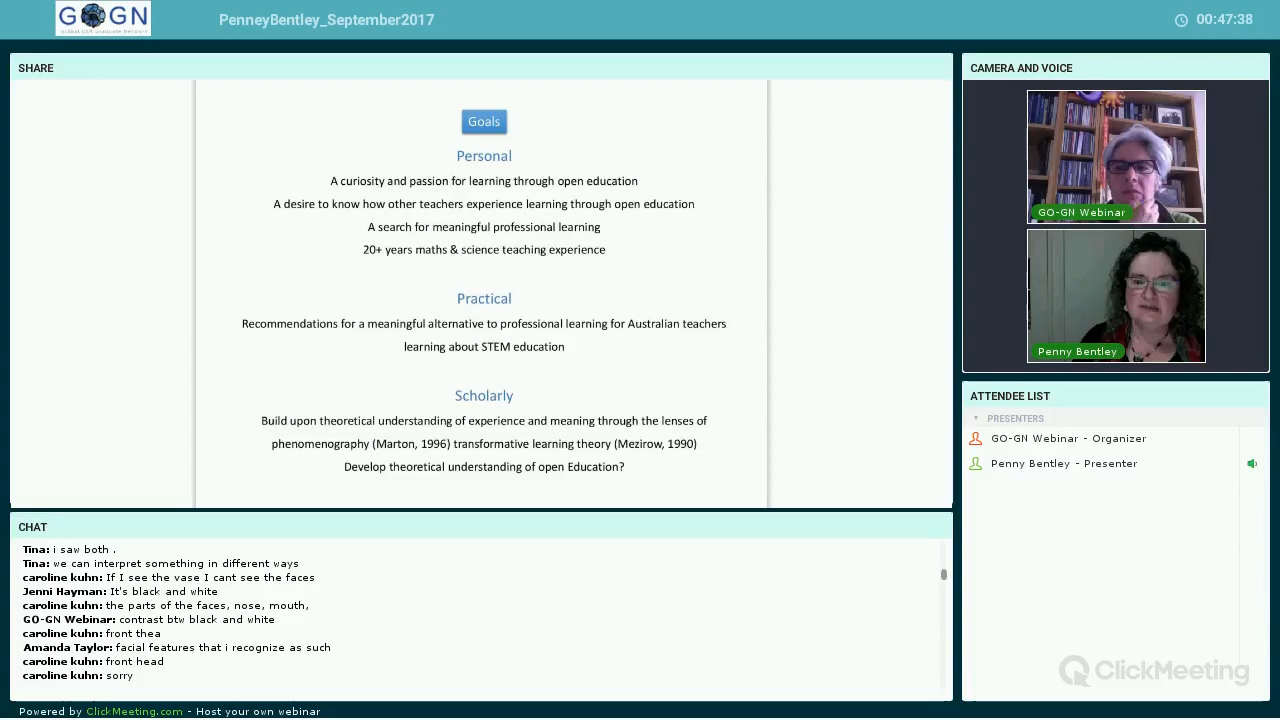 GOGN
Global OER Graduate Network
PenneyBentley_September2017
00:47:38
SHARE
Goals
Personal
A curiosity and passion for learning through open education
A desire to know how other teachers experience learning through open education
A search for meaningful professional learning
20+ years maths & science teaching experience
Practical
Recommendations for a meaningful alternative to professional learning for Australian teachers
learning about STEM education
Scholarly
Build upon theoretical understanding of experience and meaning through the lenses of
phenomenography (Marton, 1996) transformative learning theory (Mezirow, 1990)
Develop theoretical understanding of open Education?
CAMERA AND VOICE
GO-GN Webinar
Penny Bentley
ATTENDEE LIST
PRESENTERS
GO-GN Webinar - Organizer
Penny Bentley - Presenter
CHAT
Tina: i saw both .
Tina: we can interpret something in different ways
caroline kuhn: If I see the vase I cant see the faces
Jenni Hayman: It's black and white
caroline kuhn: the parts of the faces, nose, mouth,
GO-GN Webinar: contrast btw black and white
caroline kuhn: front thea
Amanda Taylor: facial features that i recognize as such
caroline kuhn: front head
caroline kuhn: sorry
ClickMeeting
Powered by ClickMeeting.com - Host your own webinar